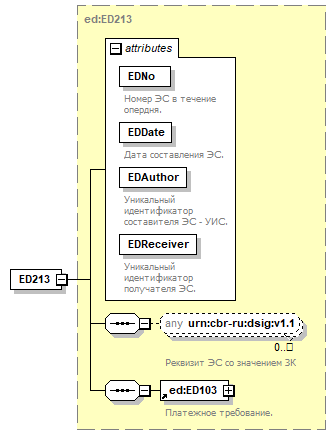 ed:ED213
attributes
EDNo
Номер ЭС в течение
опердня.
EDDate
Дата составления ЭС.
EDAuthor
Уникальный
идентификатор
составителя ЭС - УИС.
EDReceiver
Уникальный
идентификатор
получателя ЭС.
ED213
any urn:cbr-ru:dsig:v1.1
0..□
Реквизит ЭС со значением ЗК
ed:ED103
Платежное требование.